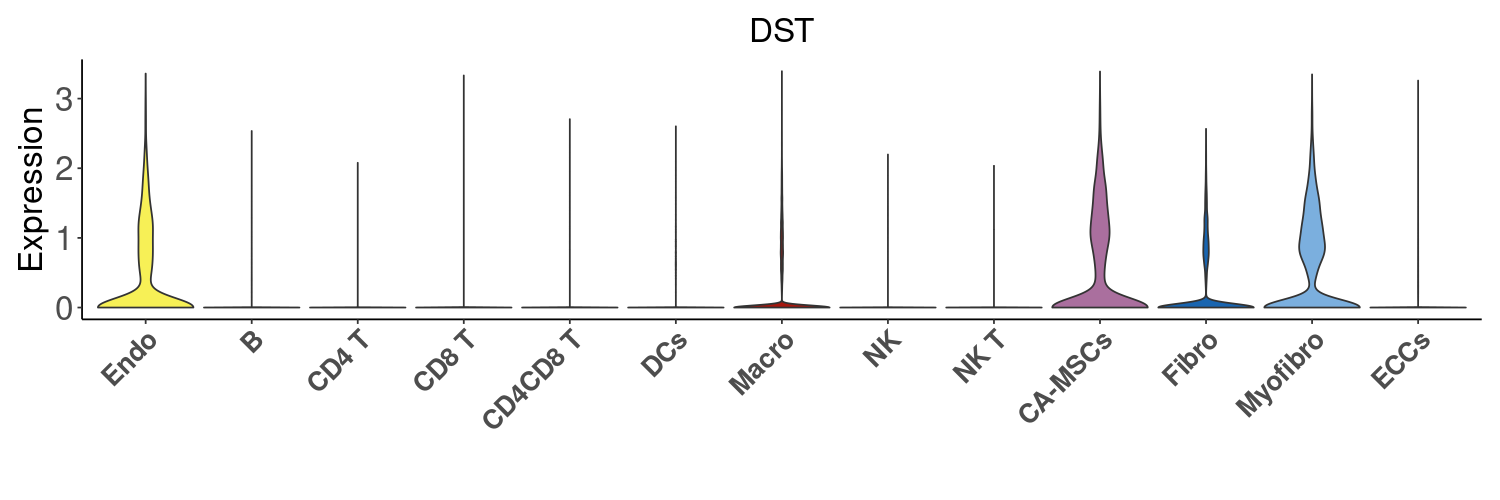 DST
Expression
3
2
1
0
Endo
B
CD4 T
CD8 T
CD4CD8 T
DCs
Macro
NK
NK T
CA-MSCs
Fibro
Myofibro
ECCs